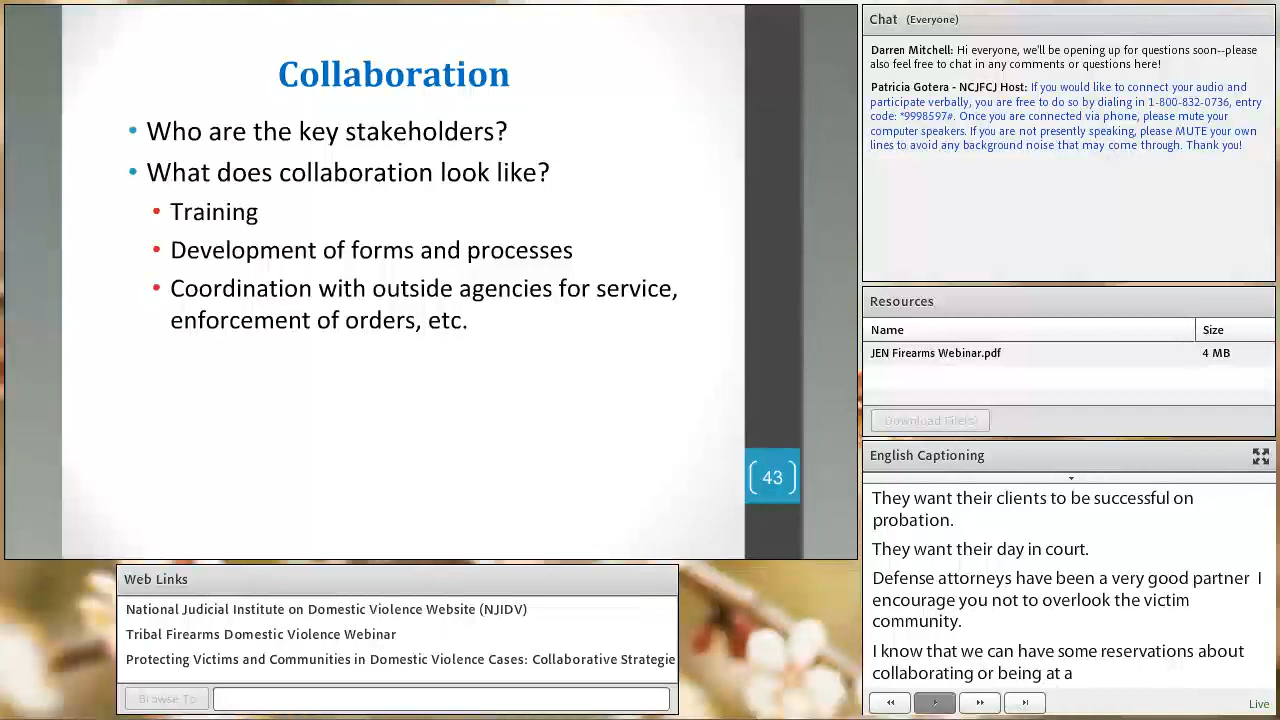 Collaboration
• Who are the key stakeholders?
• What does collaboration look like?
• Training
• Development of forms and processes
• Coordination with outside agencies for service,
enforcement of orders, etc.
43
Chat (Everyone)
Darren Mitchell: Hi everyone, we'll be opening up for questions soon--please
also feel free to chat in any comments or questions here!
Patricia Gotera - NCJFCJ Host: If you would like to connect your audio and
participate verbally, you are free to do so by dialing in 1-800-832-0736, entry
code: *9998597#. Once you are connected via phone, please mute your
computer speakers. If you are not presently speaking, please MUTE your own
lines to avoid any background noise that may come through. Thank you!
Resources
Name Size
JEN Firearms Webinar.pdf 4 MB
Download File(s)
English Captioning
They want their clients to be successful on
probation.
They want their day in court.
Defense attorneys have been a very good partner I
encourage you not to overlook the victim
community.
I know that we can have some reservations about
collaborating or being at a
Live
Web Links
National Judicial Institute on Domestic Violence Website (NJIDV)
Tribal Firearms Domestic Violence Webinar
Protecting Victims and Communities in Domestic Violence Cases: Collaborative Strategie
Browse To